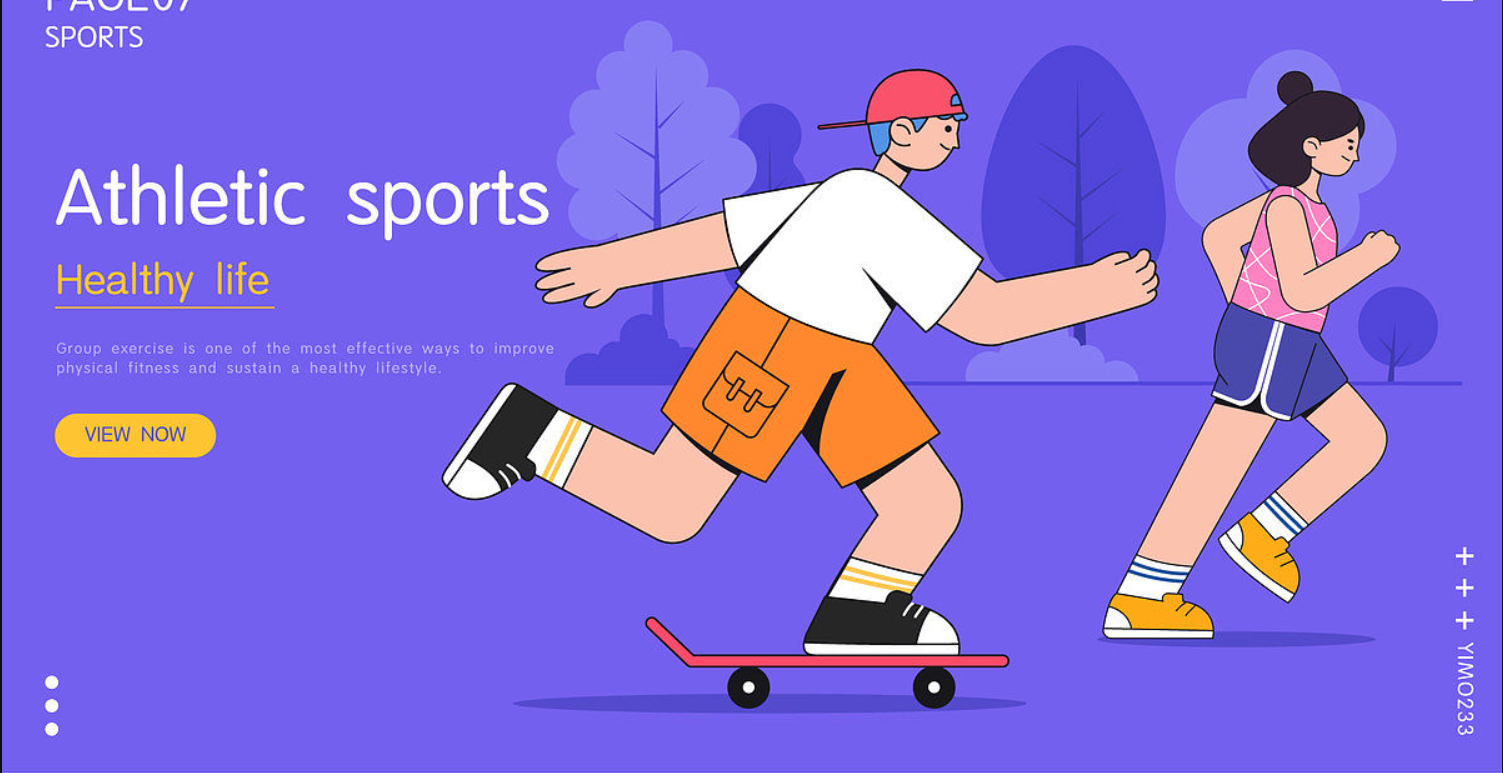 PAGE07
SPORTS
Athletic sports
Healthy life
Group exercise is one of the most effective ways to improve
physical fitness and sustain a healthy lifestyle.
VIEW NOW
+ + + YIMO233